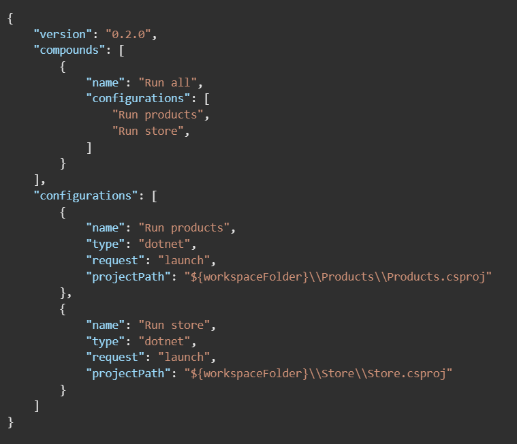 {
    "version": "0.2.0",
    "compounds": [
        {
            "name": "Run all",
            "configurations": [
                "Run products",
                "Run store",
            ]
        }
    ],
    "configurations": [
        {
            "name": "Run products",
            "type": "dotnet",
            "request": "launch",
            "projectPath": "${workspaceFolder}\\Products\\Products.csproj"
        },
        {
            "name": "Run store",
            "type": "dotnet",
            "request": "launch",
            "projectPath": "${workspaceFolder}\\Store\\Store.csproj"
        }
    ]
}